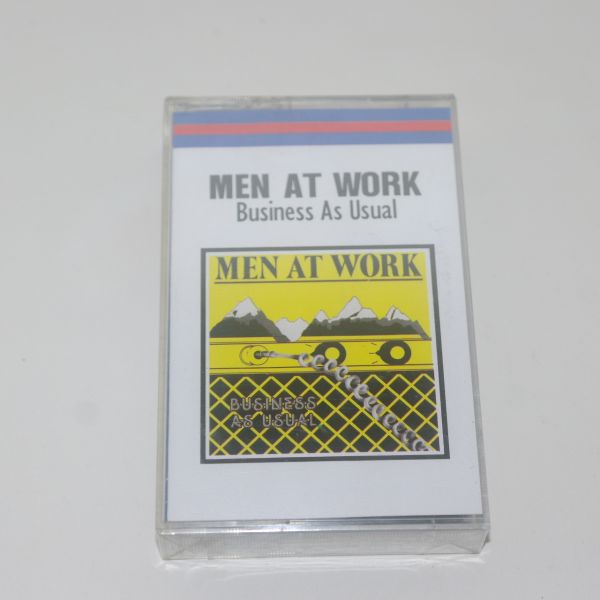 MEN AT WORK
Business As Usual
MEN AT WORK
BUSINESS
AS USUAL